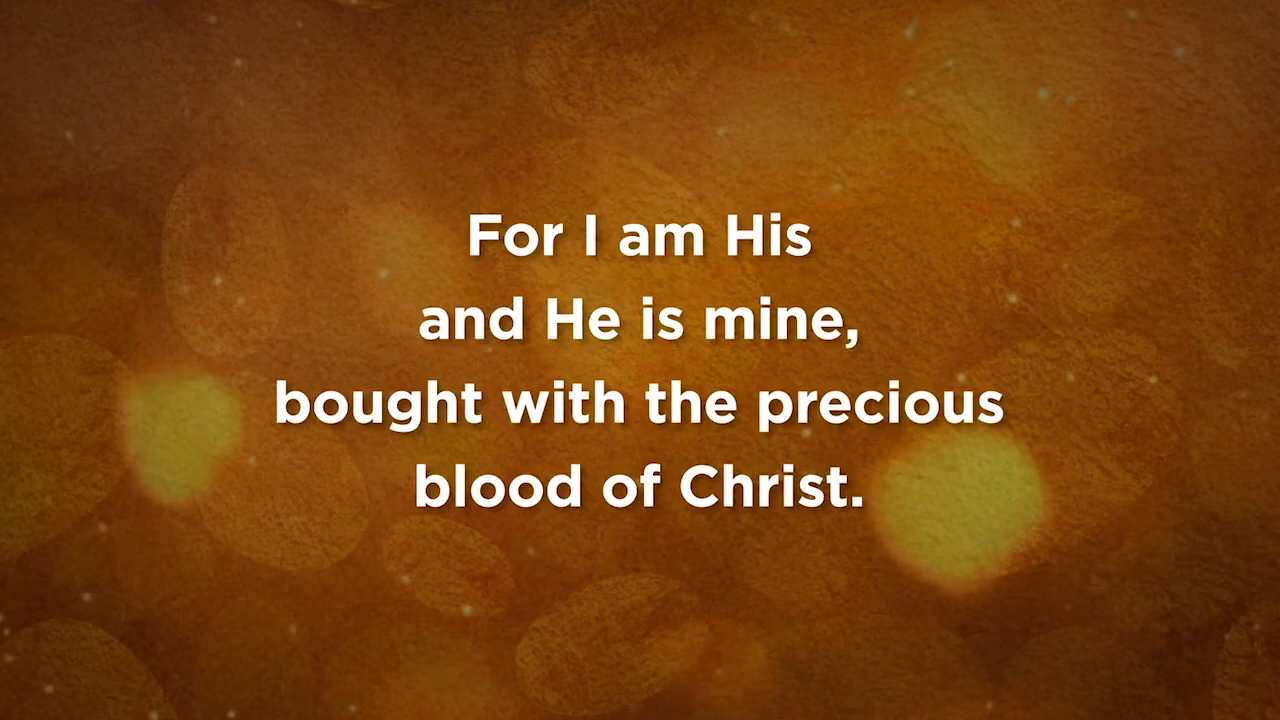 For I am His
and He is mine,
bought with the precious
blood of Christ.